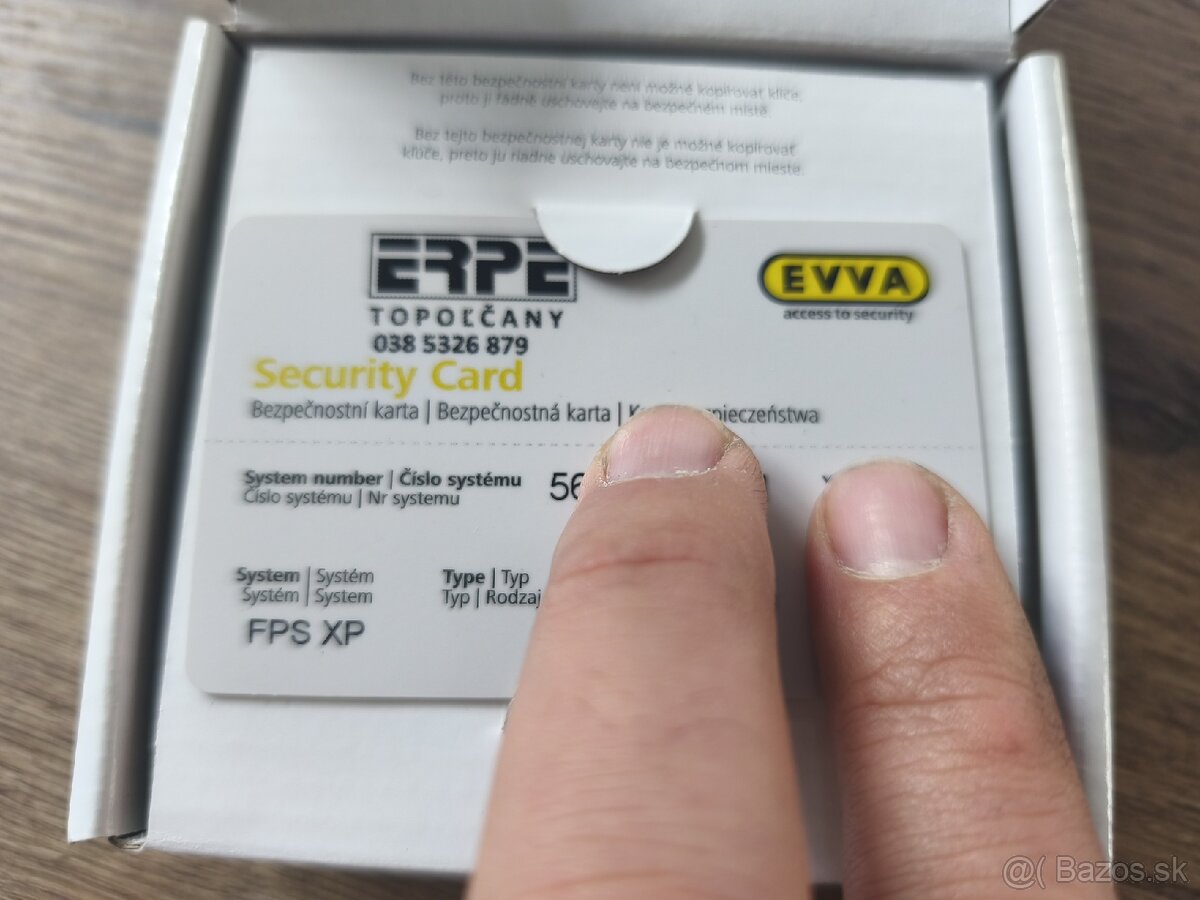 Bez této bezpečnostní karty není možné kopírovat klíče,
proto ji řádně uschovejte na bezpečném místě.
Bez tejto bezpečnostnej karty nie je možné kopírovať
kľúče, preto ju riadne uschovajte na bezpečnom mieste.
ERPE
TOPOĽČANY
038 5326 879
EVVA
access to security
Security Card
Bezpečnostní karta | Bezpečnostná karta |
System number | Číslo systému
Číslo systému | Nr systemu
56
System | Systém
Systém | System
FPS XP
Type | Typ
Typ | Rodzaj
@( Bazos.sk